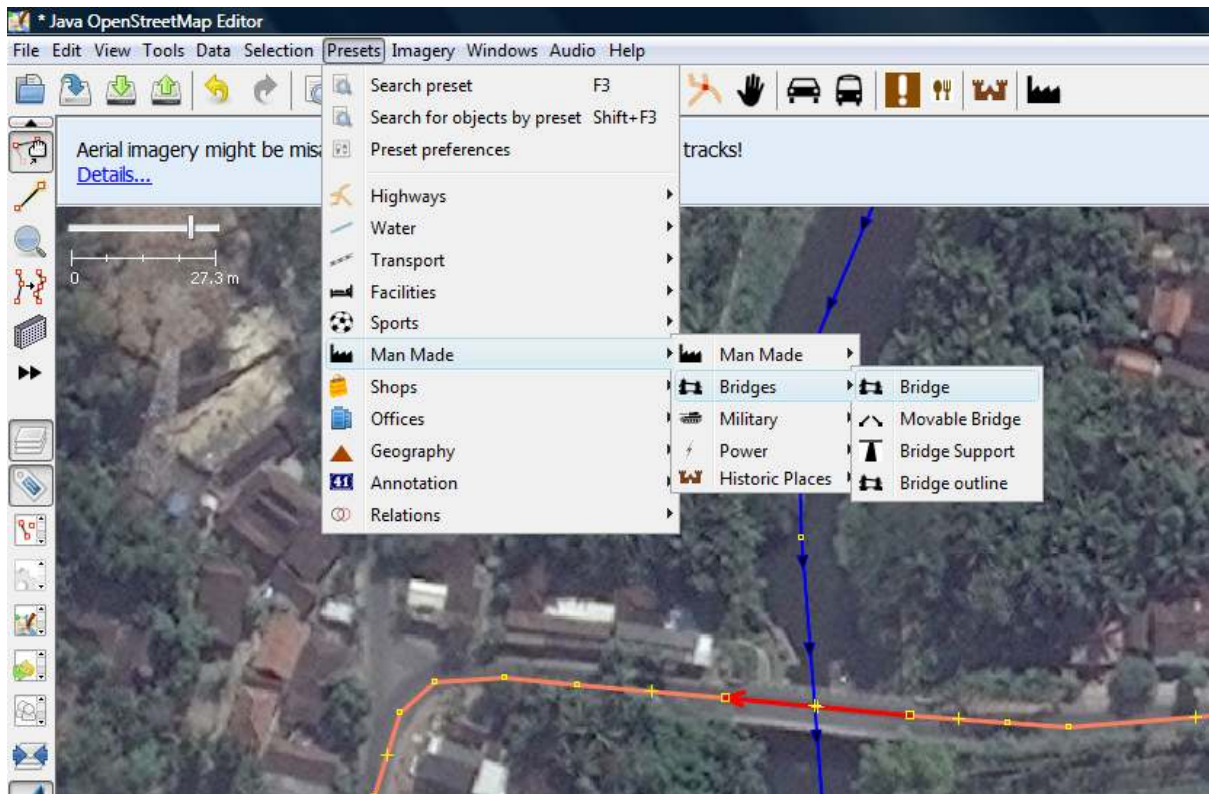 * Java OpenStreetMap Editor
File Edit View Tools Data Selection Presets Imagery Windows Audio Help
Search preset F3
Search for objects by preset Shift+F3
Preset preferences
Aerial imagery might be misa tracks!
Details...
0 27.3 m
Highways
Water
Transport
Facilities
Sports
Man Made
Shops
Offices
Geography
41 Annotation
Relations
Man Made
Bridges
Military
Power
Historic Places
Bridge
Movable Bridge
Bridge Support
Bridge outline